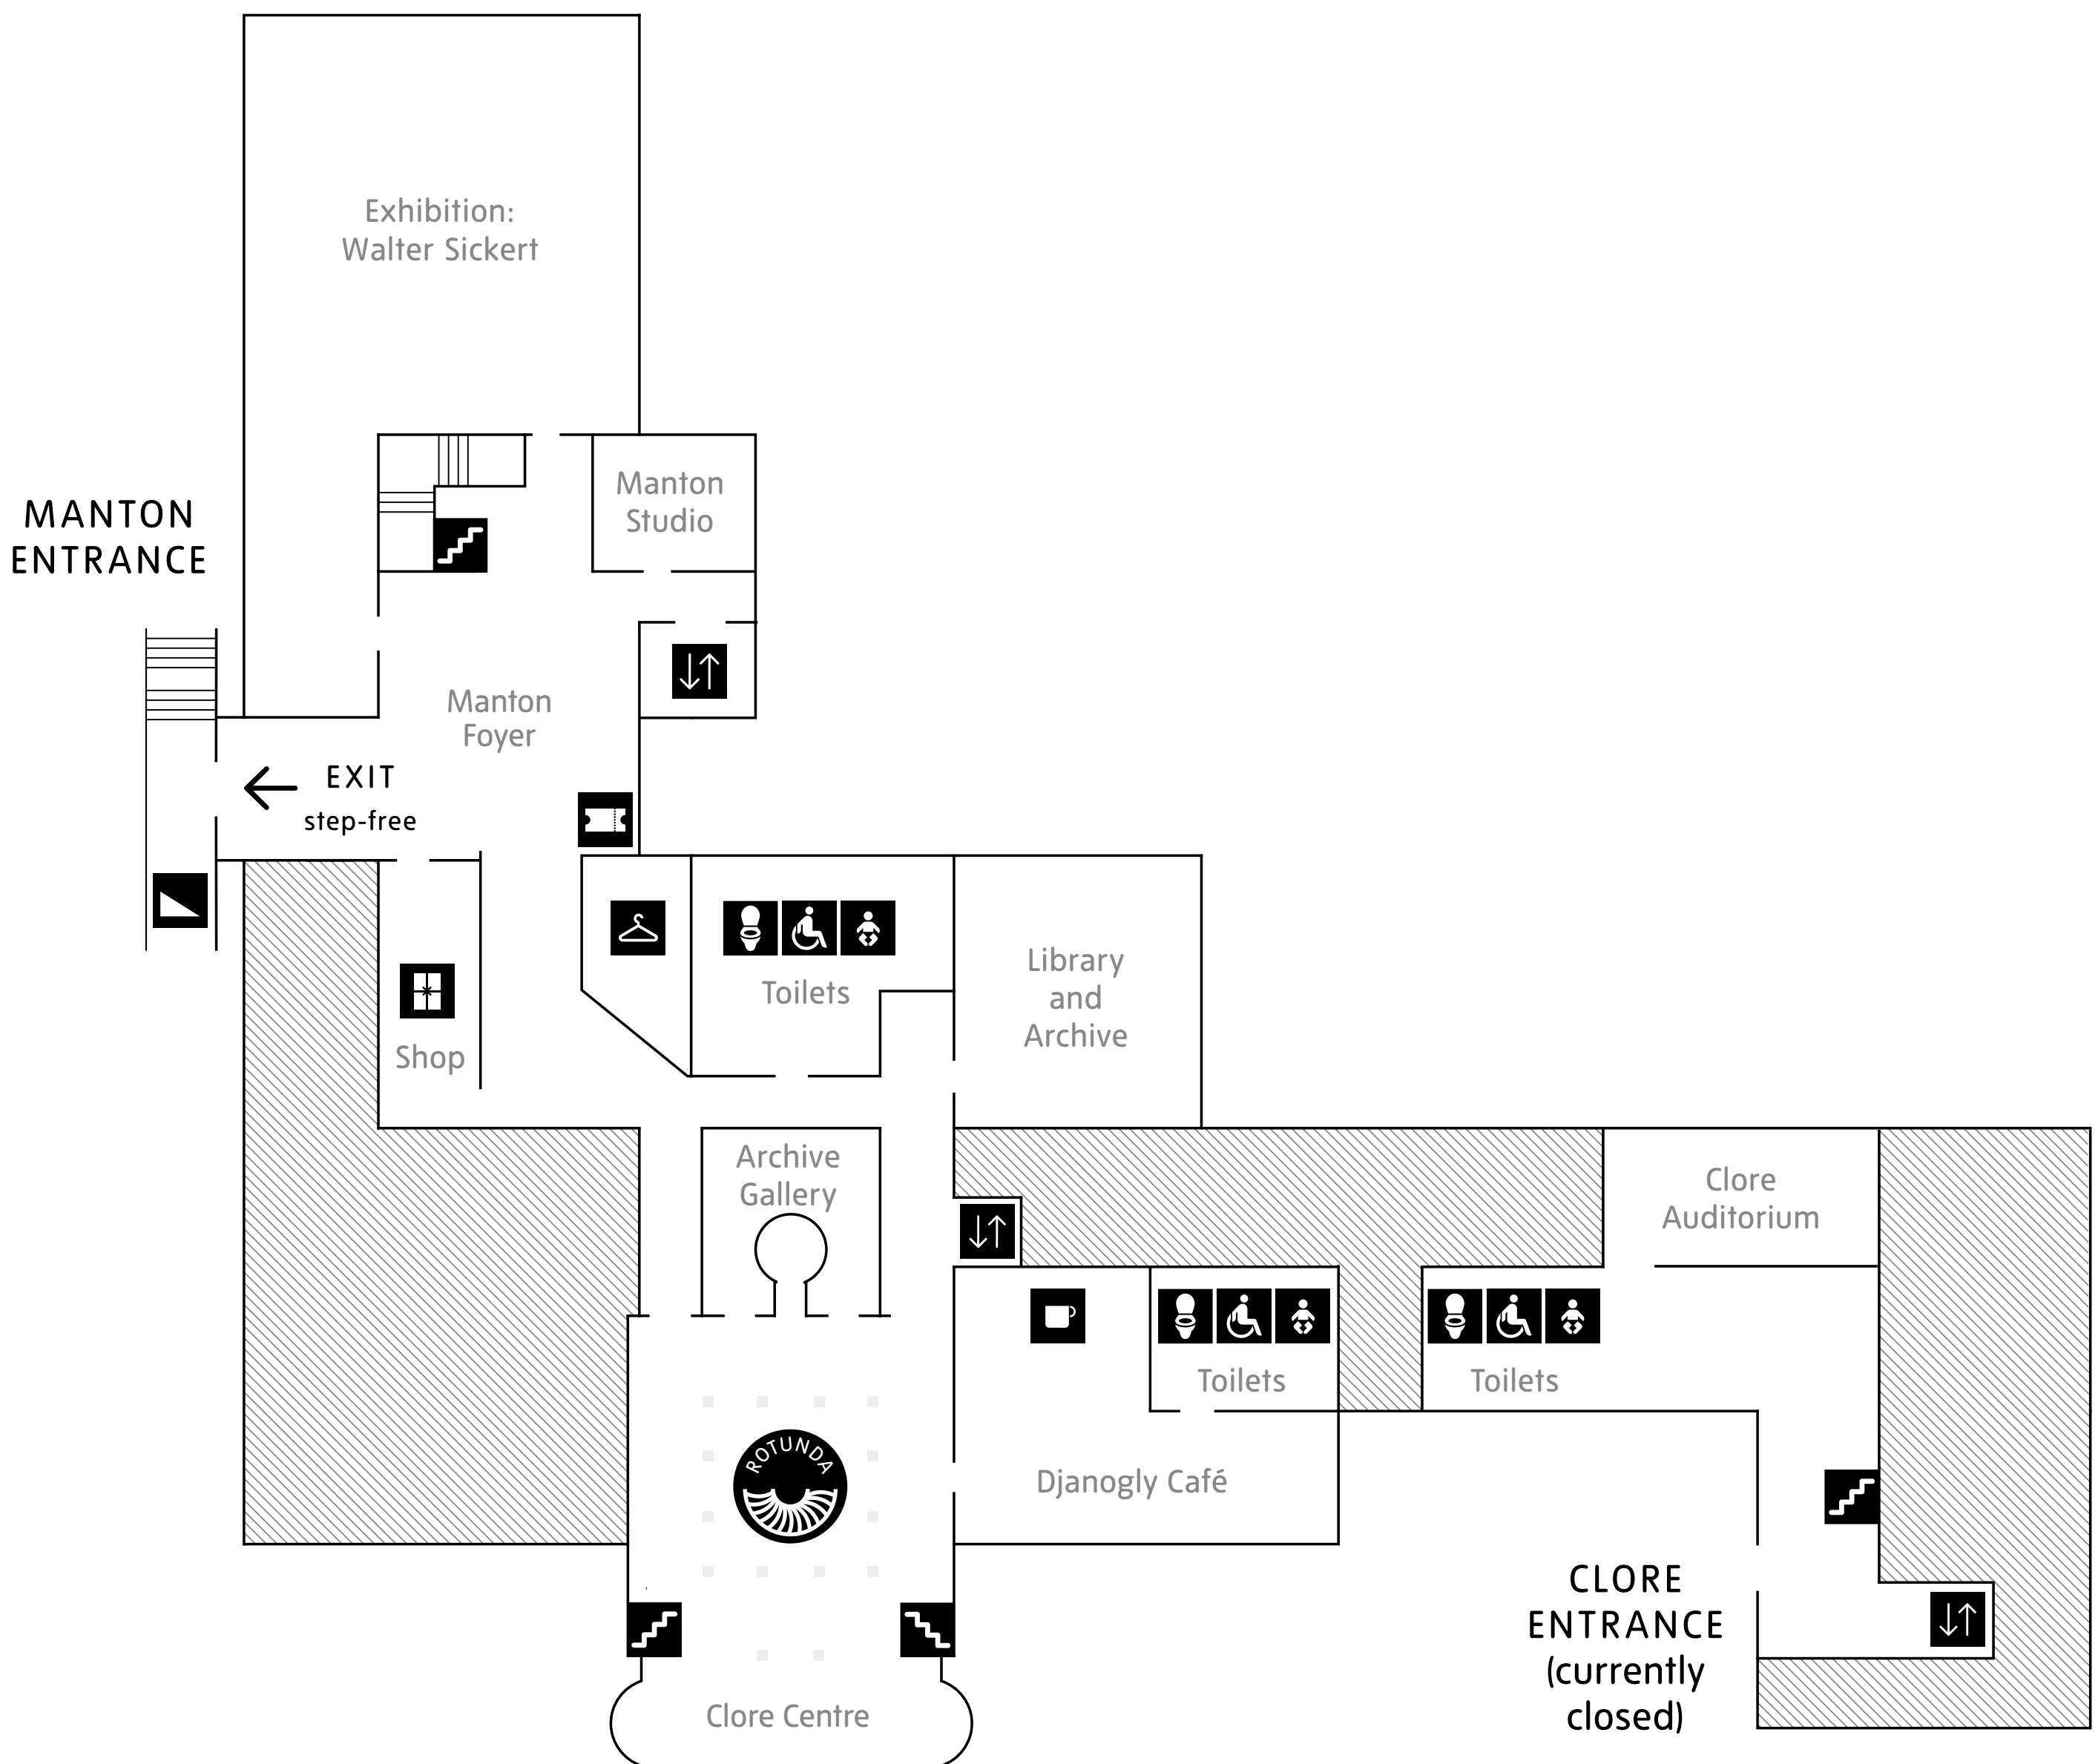 Exhibition:
Walter Sickert
MANTON
ENTRANCE
Manton
Studio
Manton
Foyer
EXIT
step-free
Shop
Toilets
Library
and
Archive
Archive
Gallery
Clore
Auditorium
Toilets
Toilets
ROTUNDA
Djanogly Café
CLORE
ENTRANCE
(currently
closed)
Clore Centre